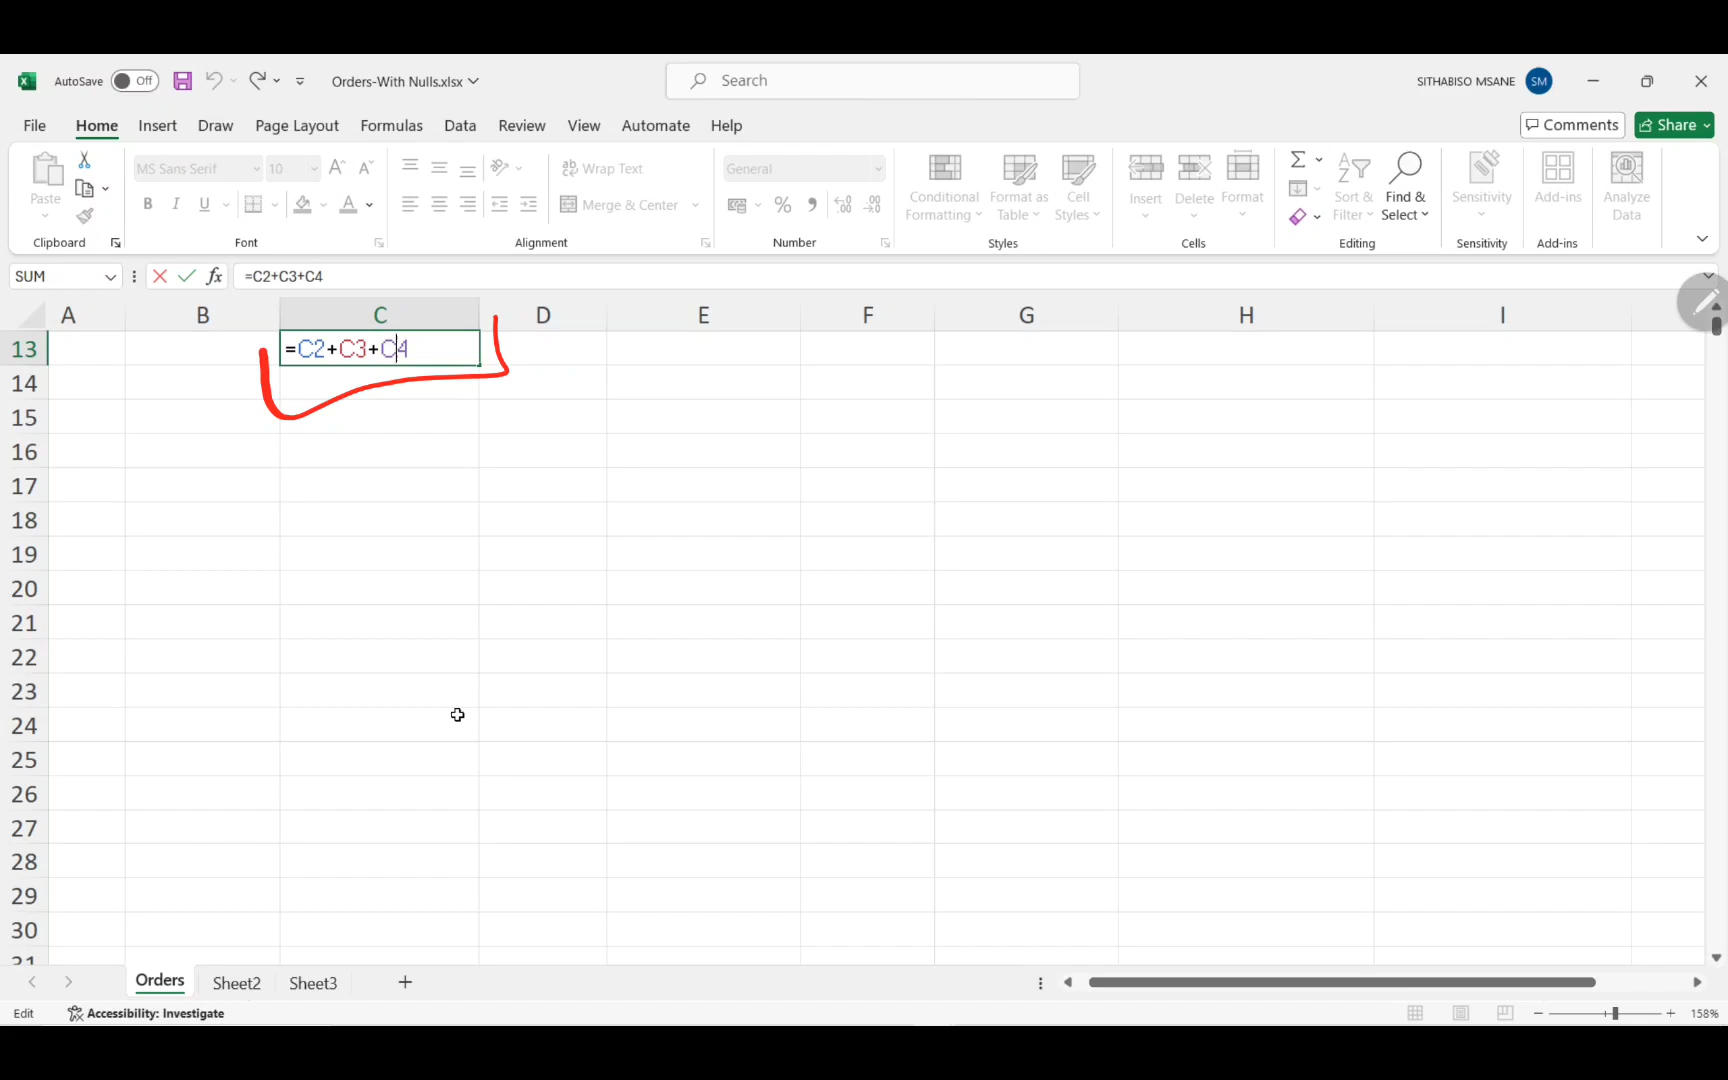 AutoSave Off Orders-With Nulls.xlsx Search SITHABISO MSANE SM
File Home Insert Draw Page Layout Formulas Data Review View Automate Help Comments Share
Paste MS Sans Serif 10 Wrap Text General Conditional Formatting Format as Table Cell Styles Insert Delete Format Sort & Filter Find & Select Sensitivity Add-ins Analyze Data
B I U A Merge & Center
Clipboard Font Alignment Number Styles Cells Editing Sensitivity Add-ins
SUM fx =C2+C3+C4
A B C D E F G H I
13 =C2+C3+C4
14
15
16
17
18
19
20
21
22
23
24
25
26
27
28
29
30
31
Orders Sheet2 Sheet3
Edit Accessibility: Investigate 158%